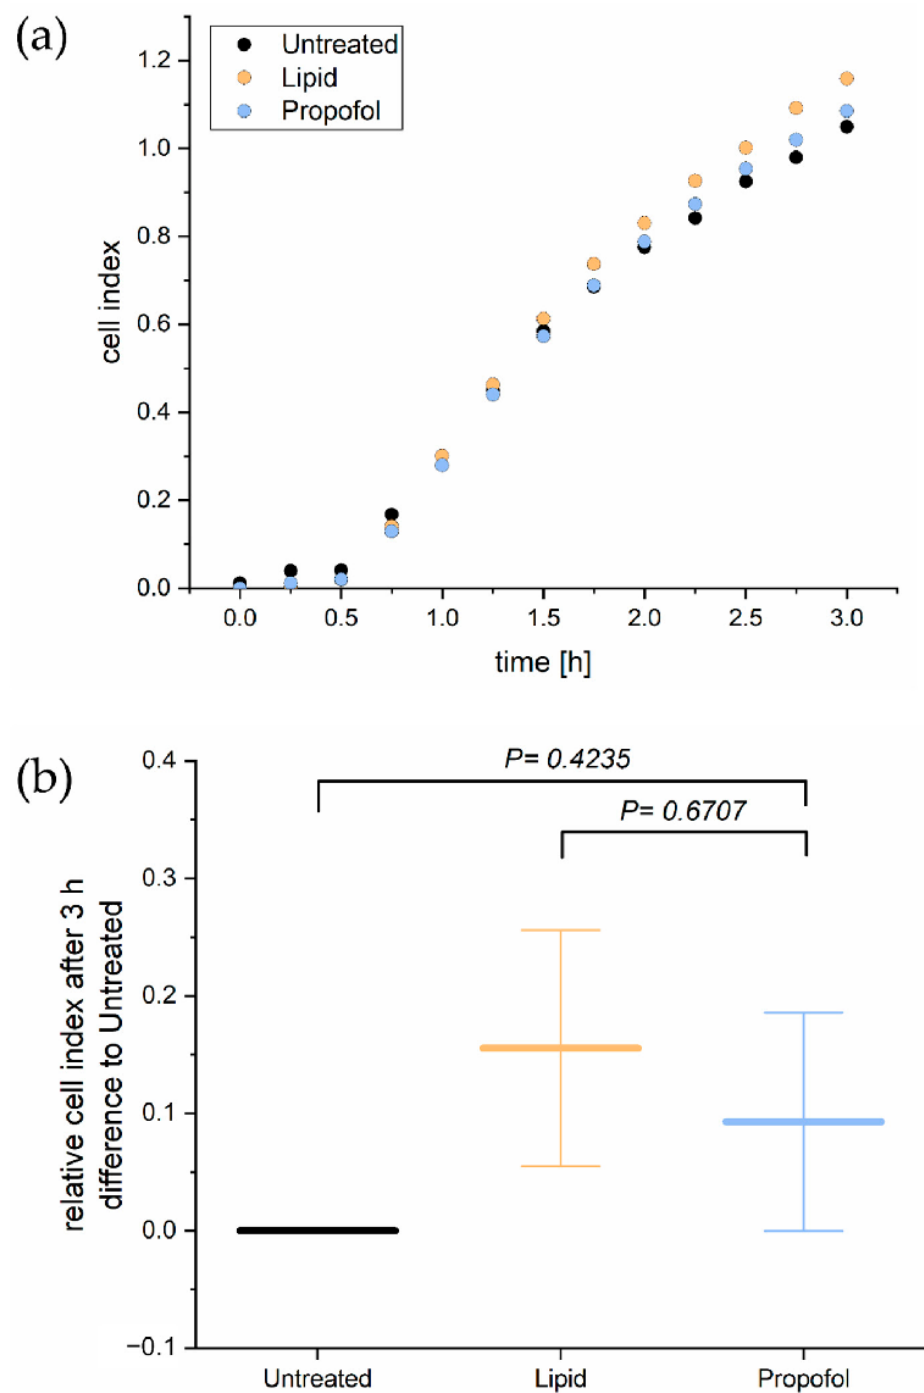 (a)
Untreated
Lipid
Propofol
1.2
1.0
0.8
0.6
0.4
0.2
0.0
cell index
0.0 0.5 1.0 1.5 2.0 2.5 3.0
time [h]
(b)
0.4
0.3
0.2
0.1
0.0
−0.1
relative cell index after 3 h
difference to Untreated
P= 0.4235
P= 0.6707
Untreated Lipid Propofol